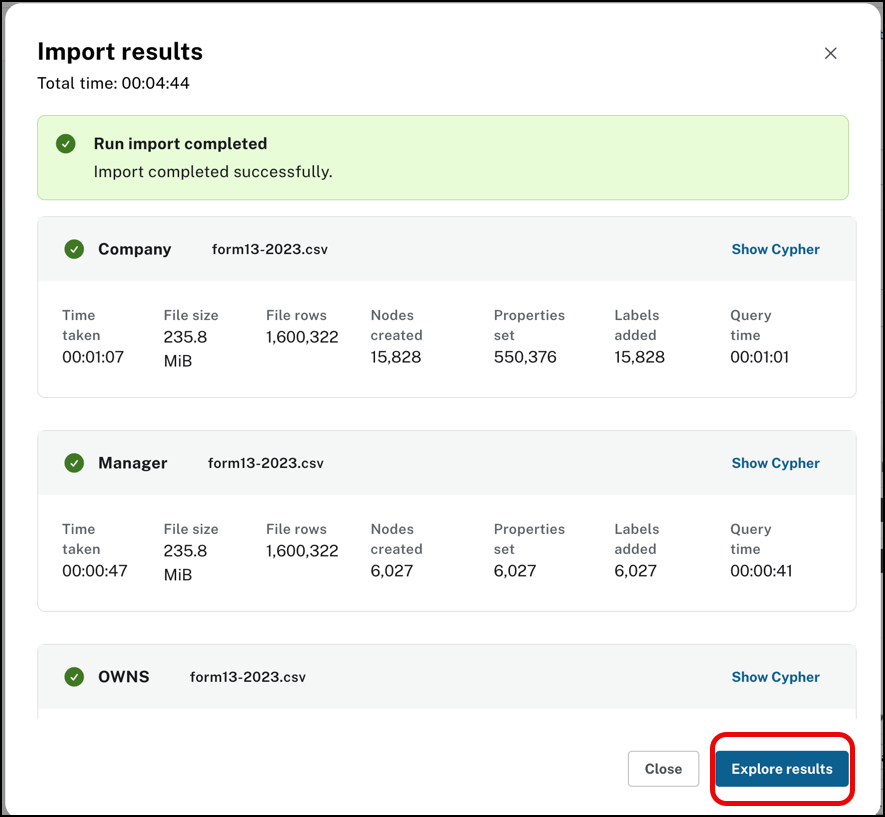 Import results
Total time: 00:04:44
Run import completed
Import completed successfully.
Company form13-2023.csv Show Cypher
Time taken
00:01:07
File size
235.8 MiB
File rows
1,600,322
Nodes created
15,828
Properties set
550,376
Labels added
15,828
Query time
00:01:01
Manager form13-2023.csv Show Cypher
Time taken
00:00:47
File size
235.8 MiB
File rows
1,600,322
Nodes created
6,027
Properties set
6,027
Labels added
6,027
Query time
00:00:41
OWNS form13-2023.csv Show Cypher
Close Explore results